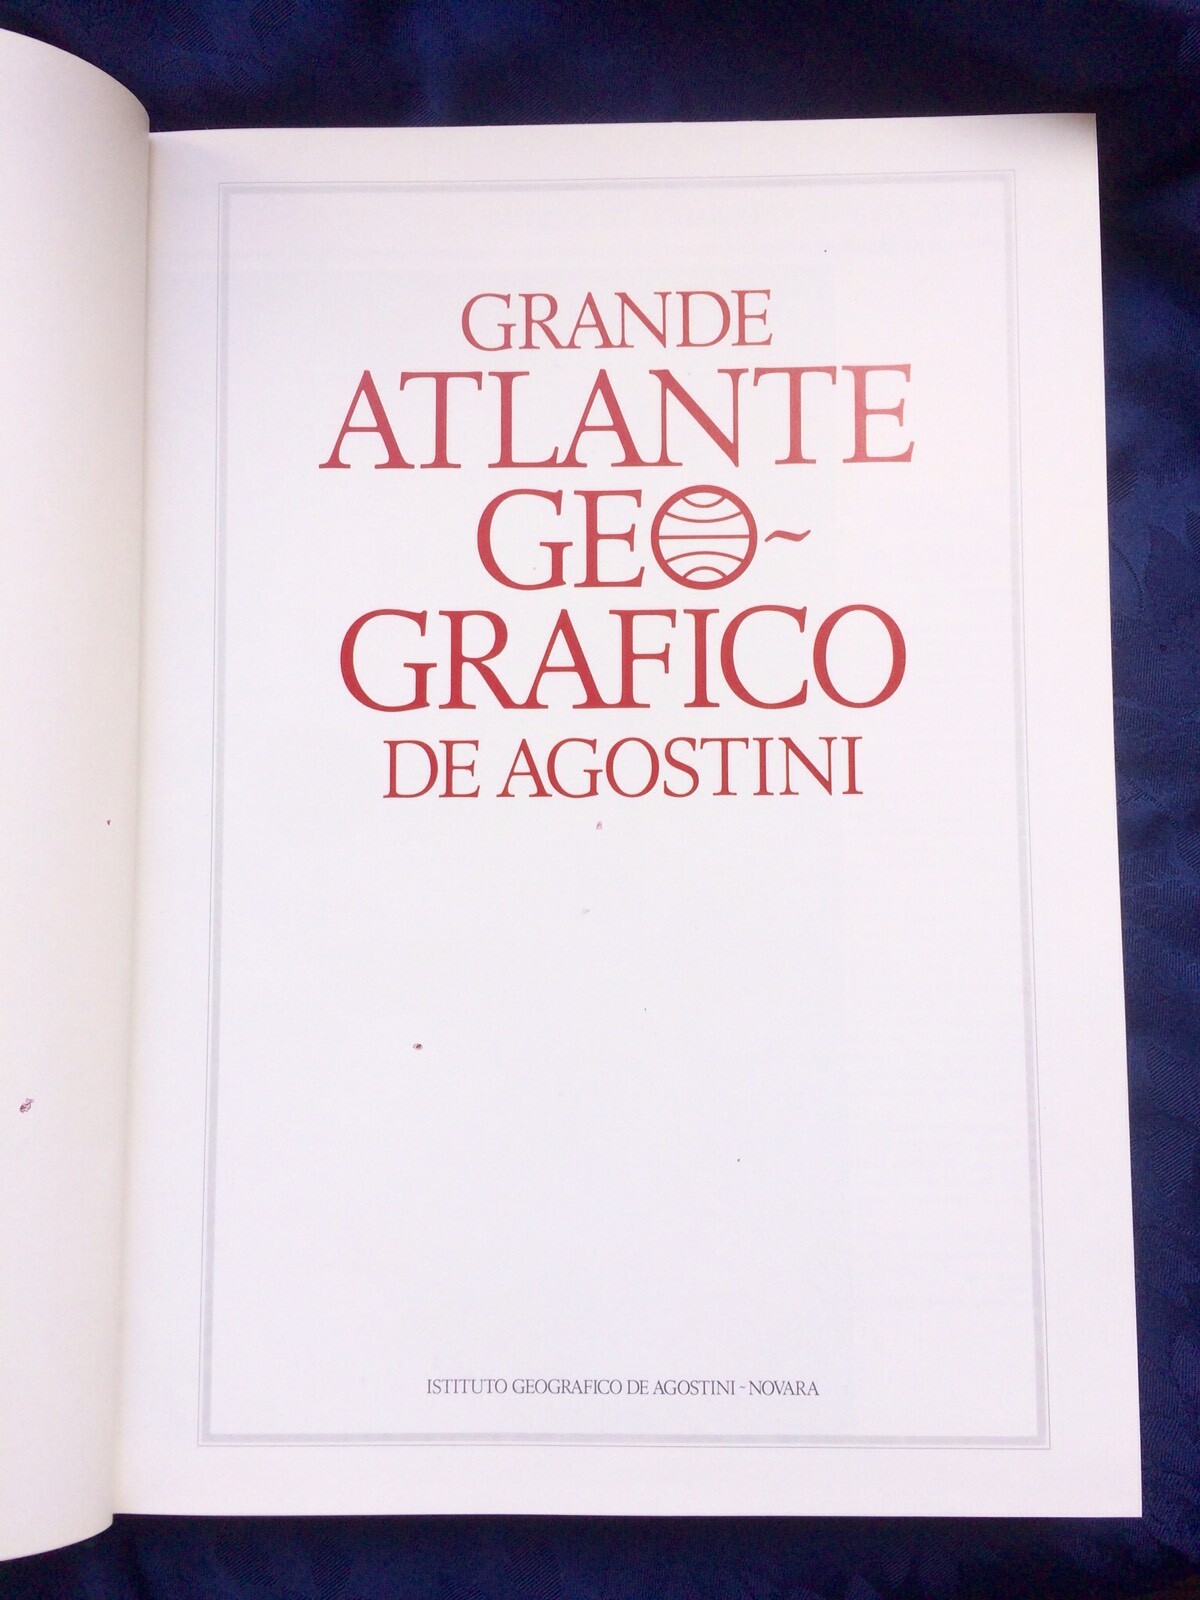 GRANDE
ATLANTE
GEO~
GRAFICO
DE AGOSTINI
ISTITUTO GEOGRAFICO DE AGOSTINI ~ NOVARA